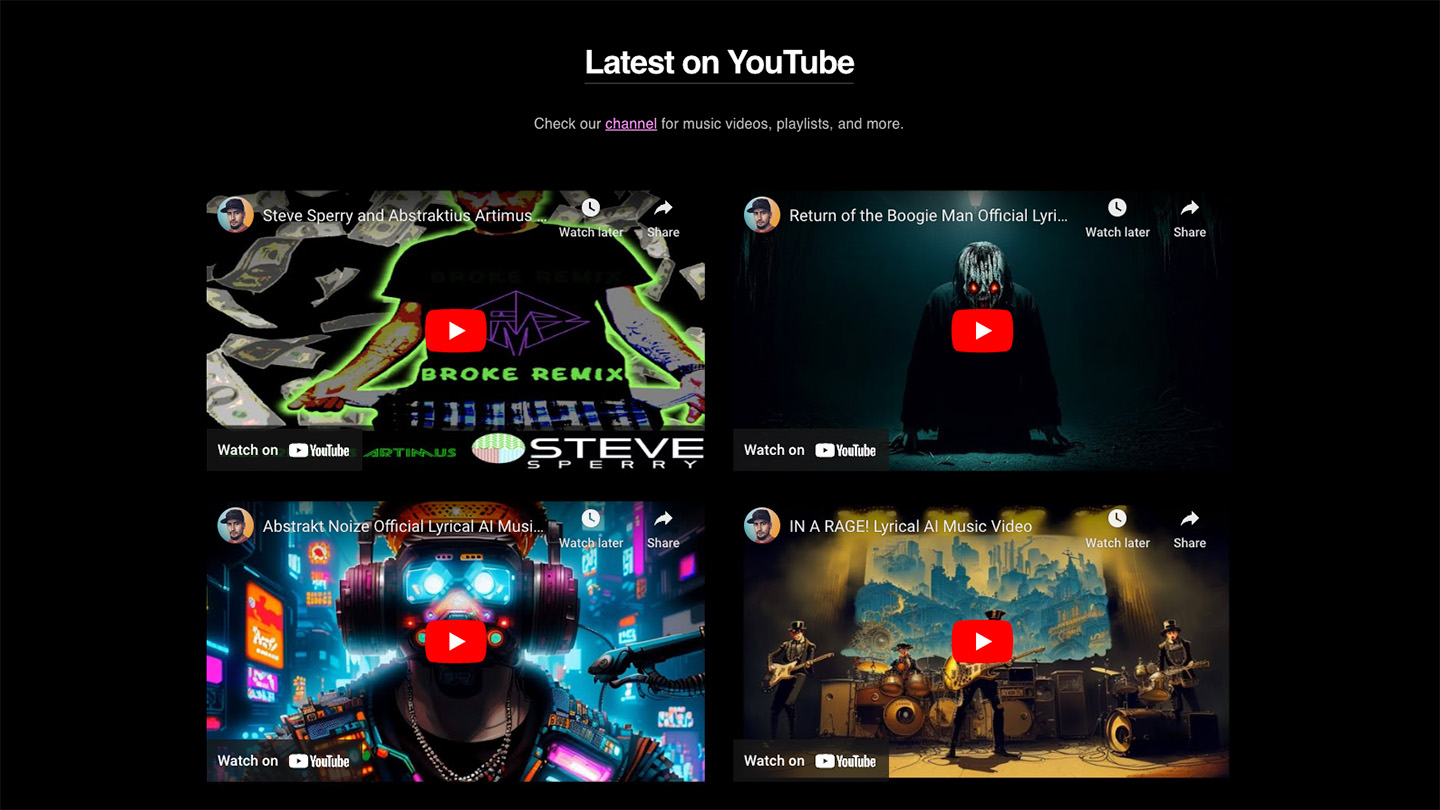 Latest on YouTube
Check our channel for music videos, playlists, and more.
Steve Sperry and Abstraktius Artimus ...
Watch later
Share
BROKE REMIX
BROKE REMIX
Watch on YouTube
ARTIMUS
STEVE
SPERRY
Return of the Boogie Man Official Lyri...
Watch later
Share
Watch on YouTube
Abstrakt Noize Official Lyrical AI Musi...
Watch later
Share
Watch on YouTube
IN A RAGE! Lyrical AI Music Video
Watch later
Share
Watch on YouTube